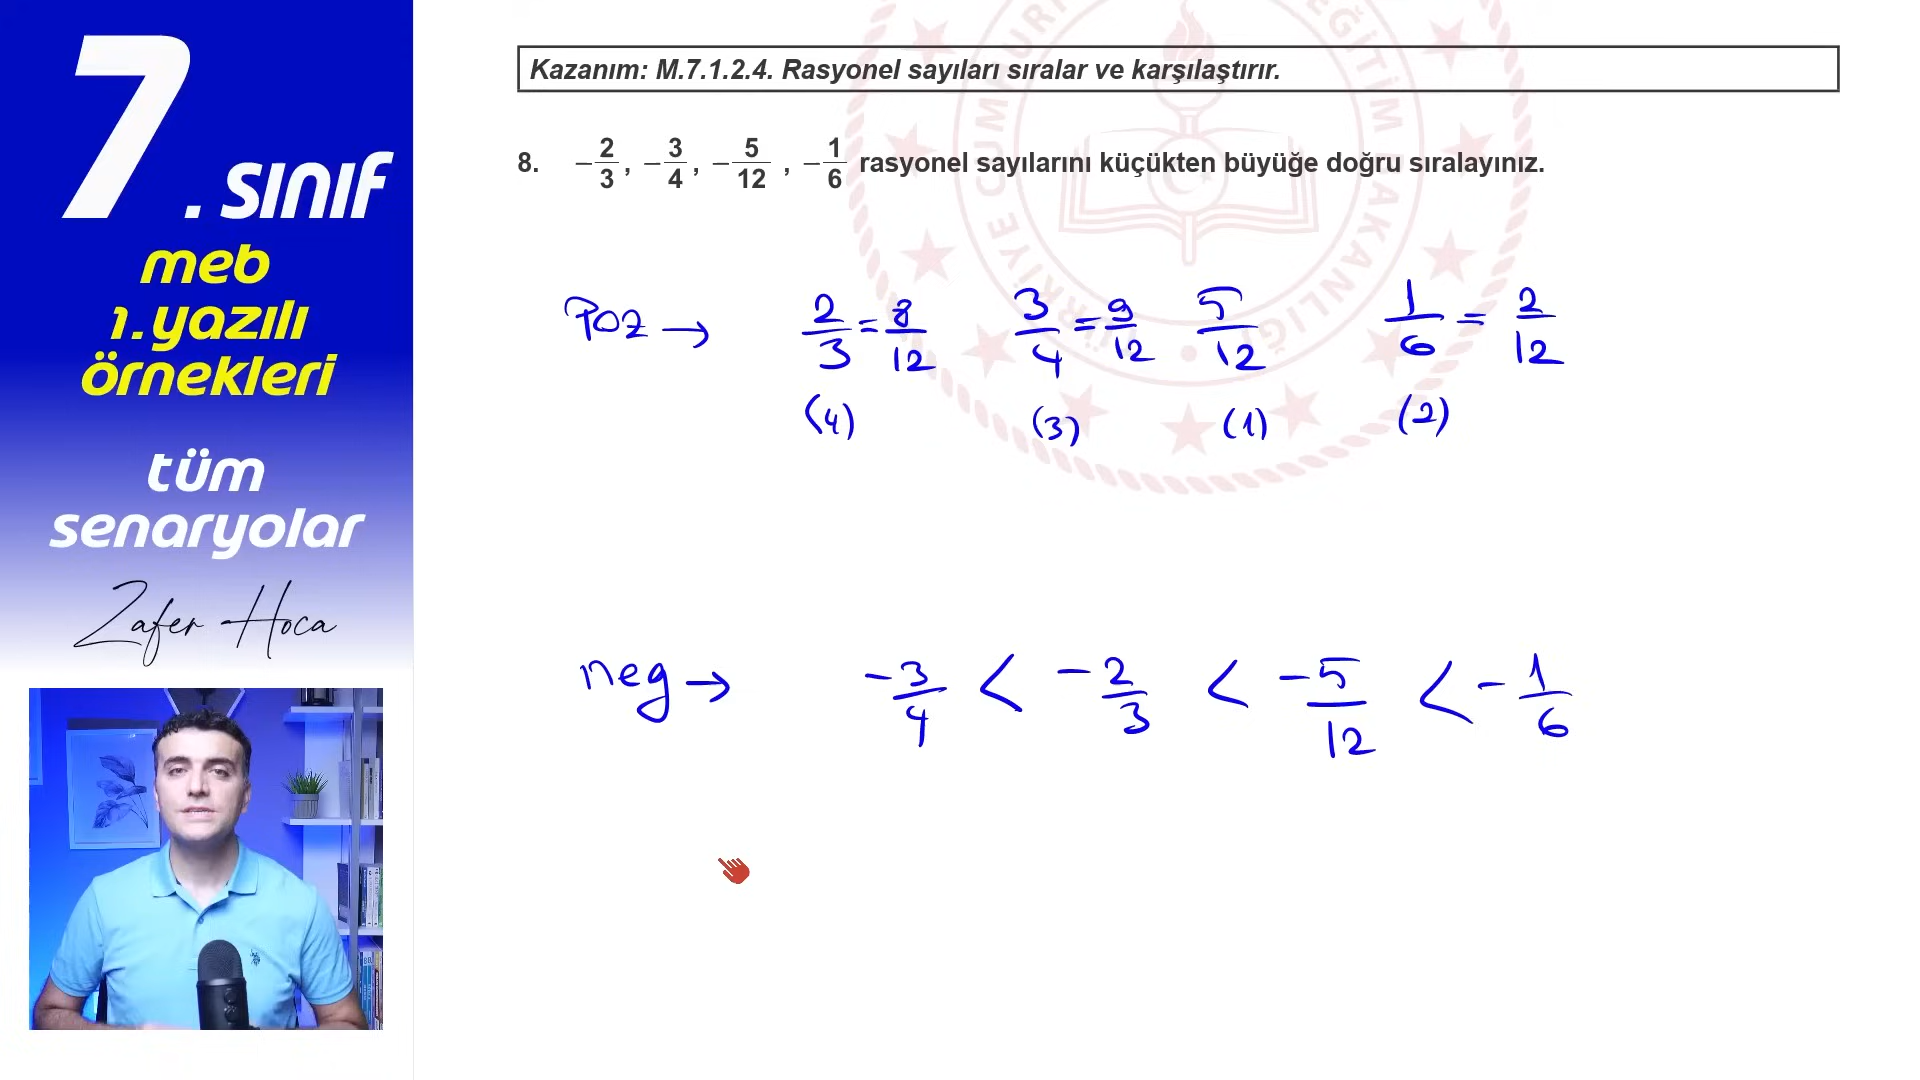 7. SINIF
meb
1.yazılı
örnekleri
tüm
senaryolar
Zafer Hoca
Kazanım: M.7.1.2.4. Rasyonel sayıları sıralar ve karşılaştırır.
8. -2/3, -3/4, -5/12, -1/6 rasyonel sayılarını küçükten büyüğe doğru sıralayınız.
Poz → 2/3 = 8/12 3/4 = 9/12 5/12 1/6 = 2/12
(4) (3) (1) (2)
neg → -3/4 < -2/3 < -5/12 < -1/6